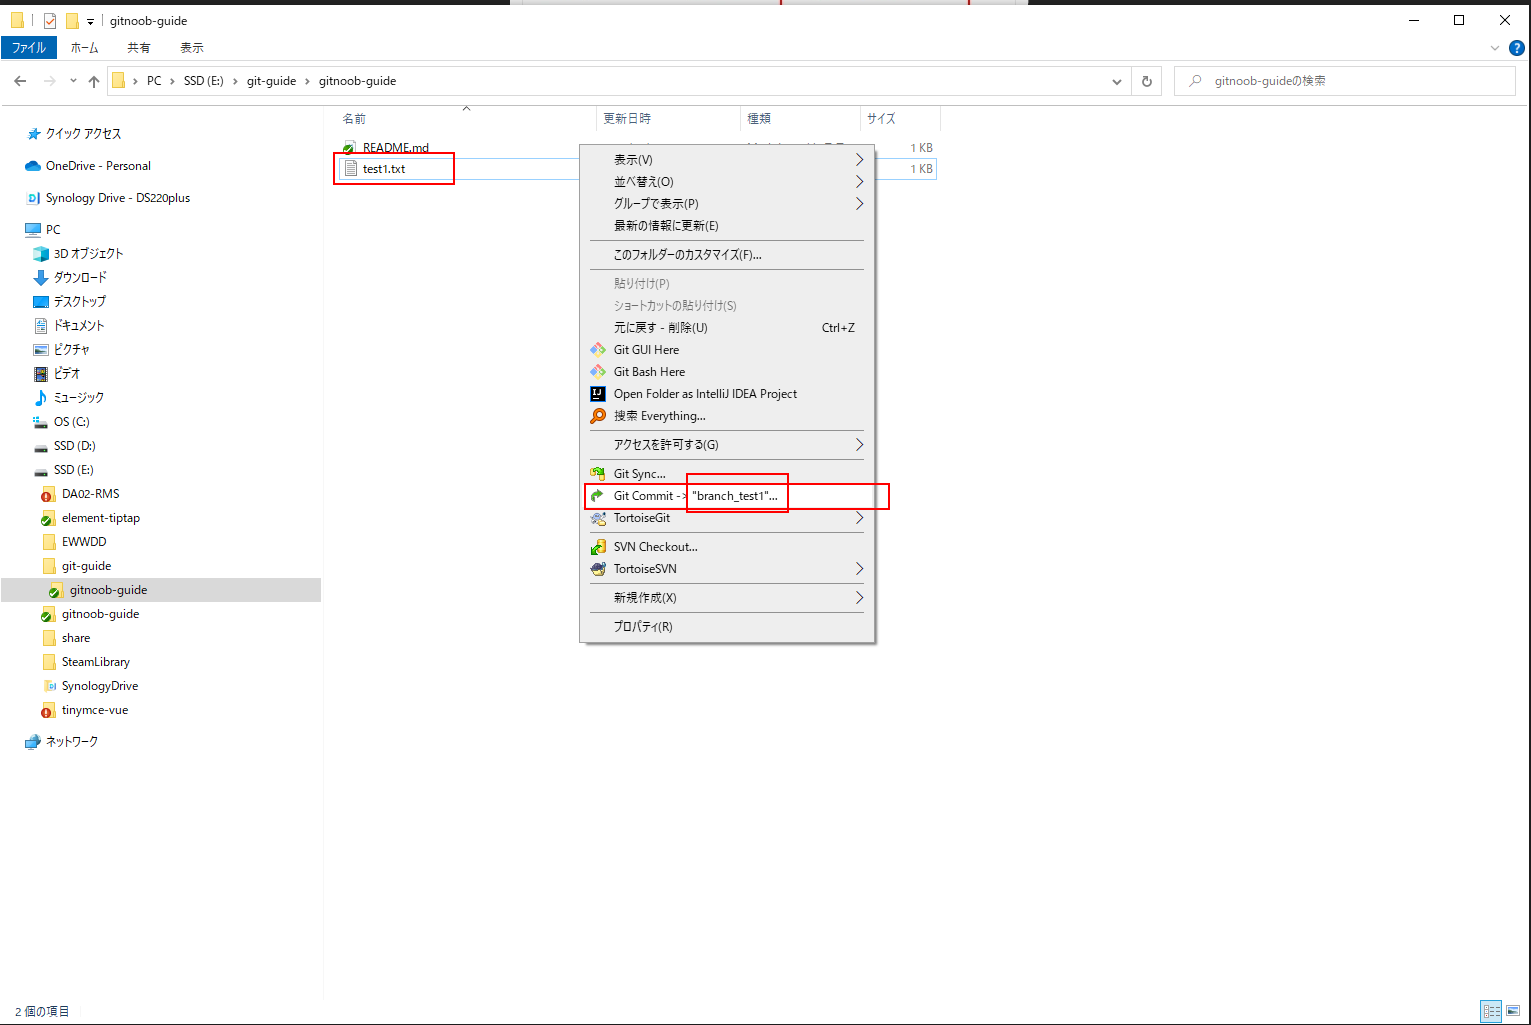 gitnoob-guide
ファイル ホーム 共有 表示
PC SSD (E:) git-guide gitnoob-guide
gitnoob-guideの検索
クイック アクセス
OneDrive - Personal
Synology Drive - DS220plus
PC
3D オブジェクト
ダウンロード
デスクトップ
ドキュメント
ピクチャ
ビデオ
ミュージック
OS (C:)
SSD (D:)
SSD (E:)
DA02-RMS
element-tiptap
EWWDD
git-guide
gitnoob-guide
gitnoob-guide
share
SteamLibrary
SynologyDrive
tinymce-vue
ネットワーク
名前 更新日時 種類 サイズ
README.md 1 KB
test1.txt 1 KB
表示(V)
並べ替え(O)
グループで表示(P)
最新の情報に更新(E)
このフォルダーのカスタマイズ(F)...
貼り付け(P)
ショートカットの貼り付け(S)
元に戻す - 削除(U) Ctrl+Z
Git GUI Here
Git Bash Here
Open Folder as IntelliJ IDEA Project
搜索 Everything...
アクセスを許可する(G)
Git Sync...
Git Commit -> "branch_test1"...
TortoiseGit
SVN Checkout...
TortoiseSVN
新規作成(X)
プロパティ(R)
2 個の項目